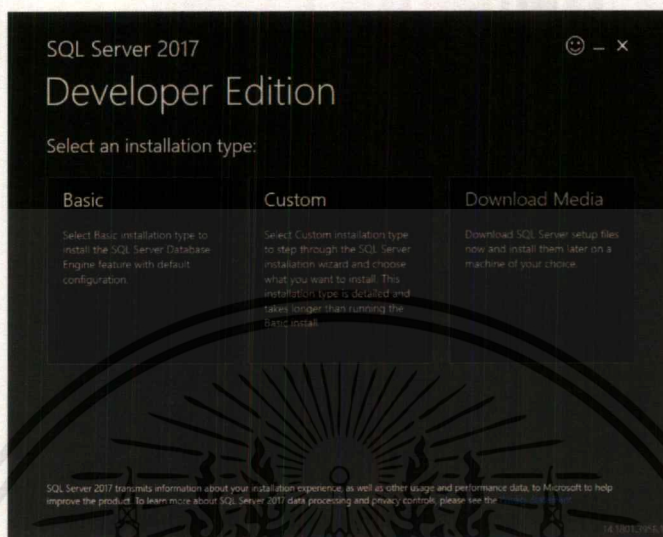 SQL Server 2017
Developer Edition
Select an installation type:
Basic
Select Basic installation type to
install the SQL Server Database
Engine feature with default
configuration.
Custom
Select Custom installation type
to step through the SQL Server
installation wizard and choose
what you want to install. This
installation type is detailed and
takes longer than running the
Basic install.
Download Media
Download SQL Server setup files
now and install them later on a
machine of your choice.
SQL Server 2017 transmits information about your installation experience, as well as other usage and performance data, to Microsoft to help
improve the product. To learn more about SQL Server 2017 data processing and privacy controls, please see the